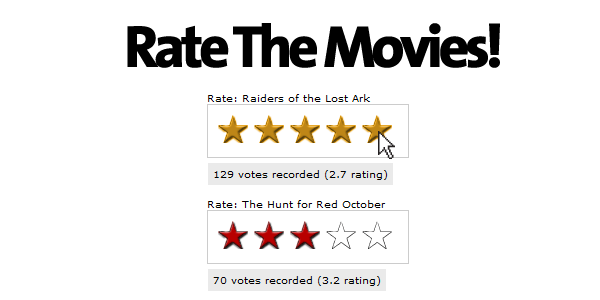 Rate The Movies!
Rate: Raiders of the Lost Ark
129 votes recorded (2.7 rating)
Rate: The Hunt for Red October
70 votes recorded (3.2 rating)